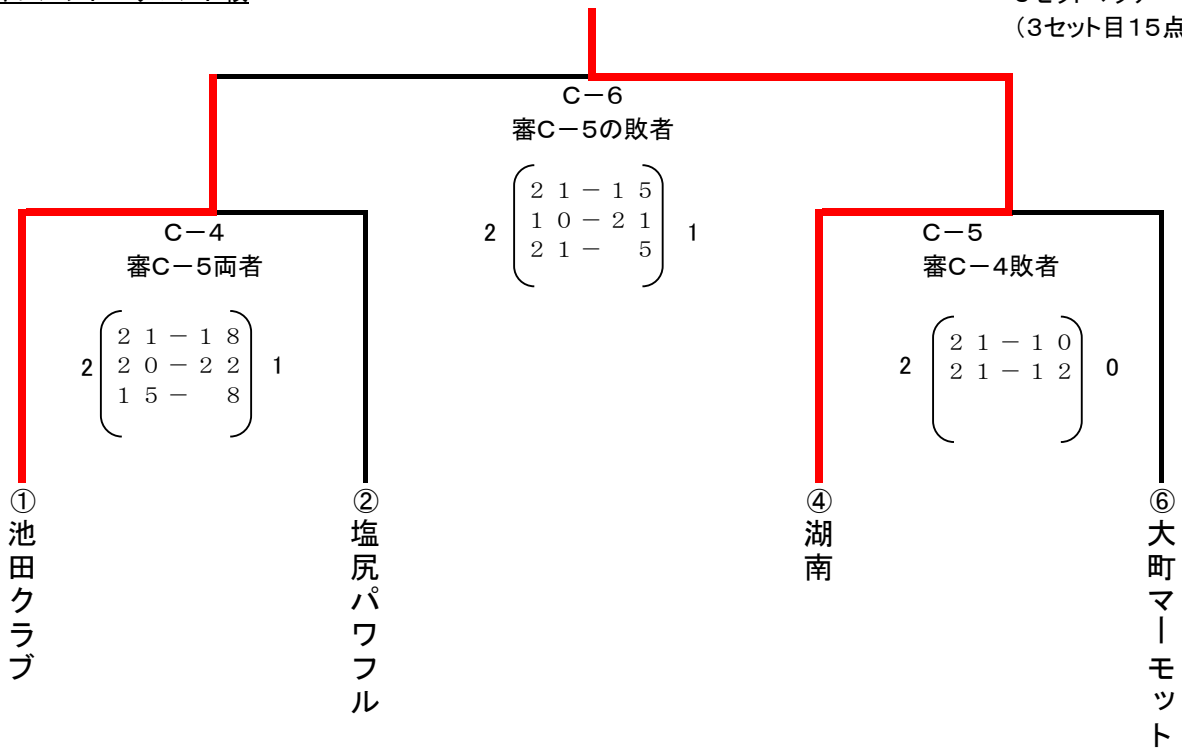 (3セット目15点
C－6
審C－5の敗者
2 21－15 1
10－21
21－ 5
C－4
審C－5両者
2 21－18 1
20－22
15－ 8
C－5
審C－4敗者
2 21－10 0
21－12
①池田クラブ
②塩尻パワフル
④湖南
⑥大町マーモット